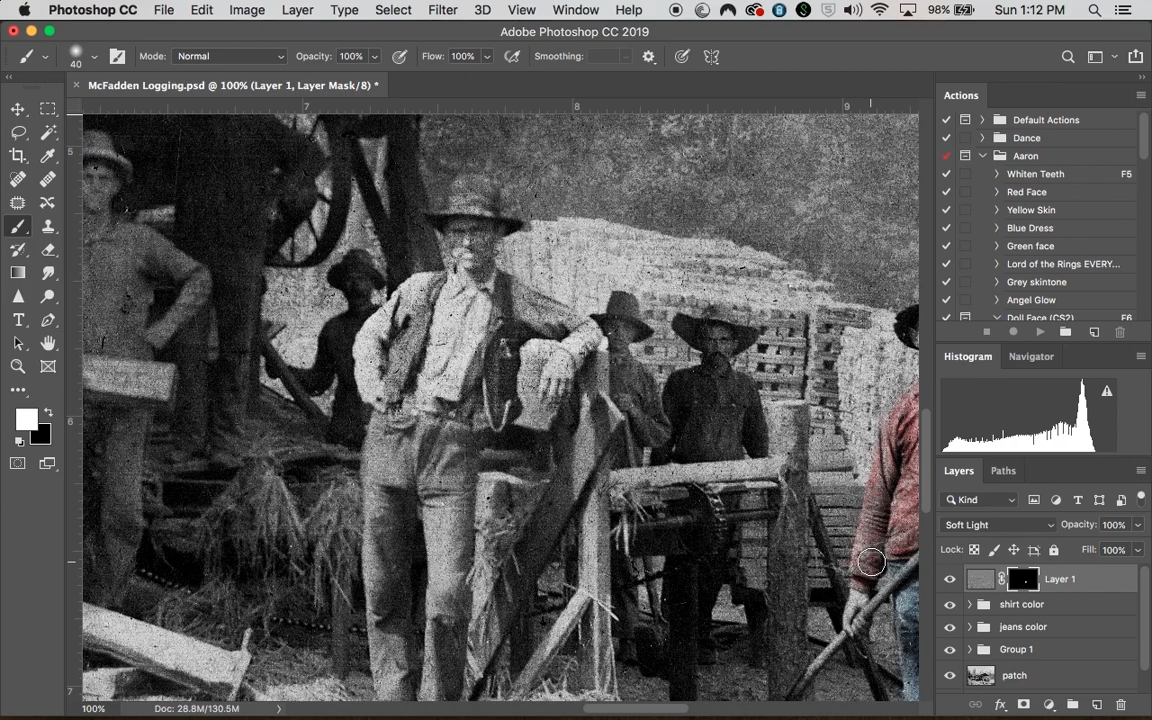 Photoshop CC File Edit Image Layer Type Select Filter 3D View Window Help 98% Sun 1:12 PM
Adobe Photoshop CC 2019
40 Mode: Normal Opacity: 100% Flow: 100% Smoothing:
× McFadden Logging.psd @ 100% (Layer 1, Layer Mask/8) *
7 8 9
5
6
7
100% Doc: 28.8M/130.5M
Actions
Default Actions
Dance
Aaron
Whiten Teeth F5
Red Face
Yellow Skin
Blue Dress
Green face
Lord of the Rings EVERY...
Grey skintone
Angel Glow
Doll Face (CS2) F6
Histogram Navigator
Layers Paths
Kind
Soft Light Opacity: 100%
Lock: Fill: 100%
Layer 1
shirt color
jeans color
Group 1
patch
fx